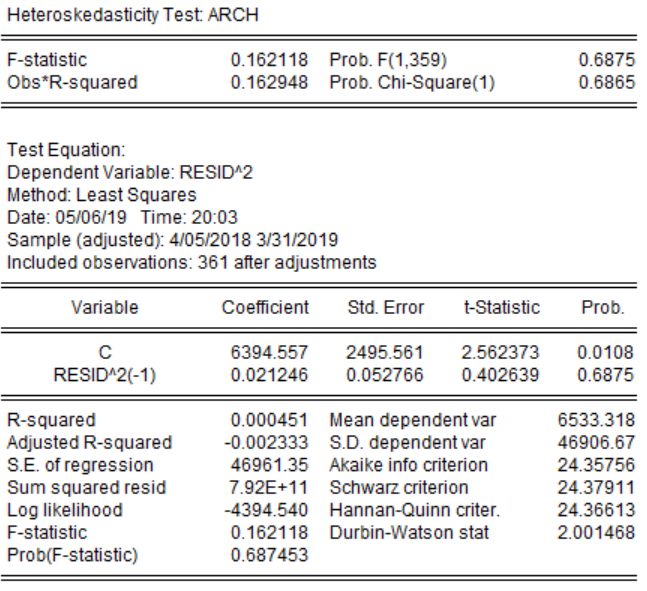 Heteroskedasticity Test: ARCH
F-statistic 0.162118 Prob. F(1,359) 0.6875
Obs*R-squared 0.162948 Prob. Chi-Square(1) 0.6865
Test Equation:
Dependent Variable: RESID^2
Method: Least Squares
Date: 05/06/19 Time: 20:03
Sample (adjusted): 4/05/2018 3/31/2019
Included observations: 361 after adjustments
Variable Coefficient Std. Error t-Statistic Prob.
C 6394.557 2495.561 2.562373 0.0108
RESID^2(-1) 0.021246 0.052766 0.402639 0.6875
R-squared 0.000451 Mean dependent var 6533.318
Adjusted R-squared -0.002333 S.D. dependent var 46906.67
S.E. of regression 46961.35 Akaike info criterion 24.35756
Sum squared resid 7.92E+11 Schwarz criterion 24.37911
Log likelihood -4394.540 Hannan-Quinn criter. 24.36613
F-statistic 0.162118 Durbin-Watson stat 2.001468
Prob(F-statistic) 0.687453